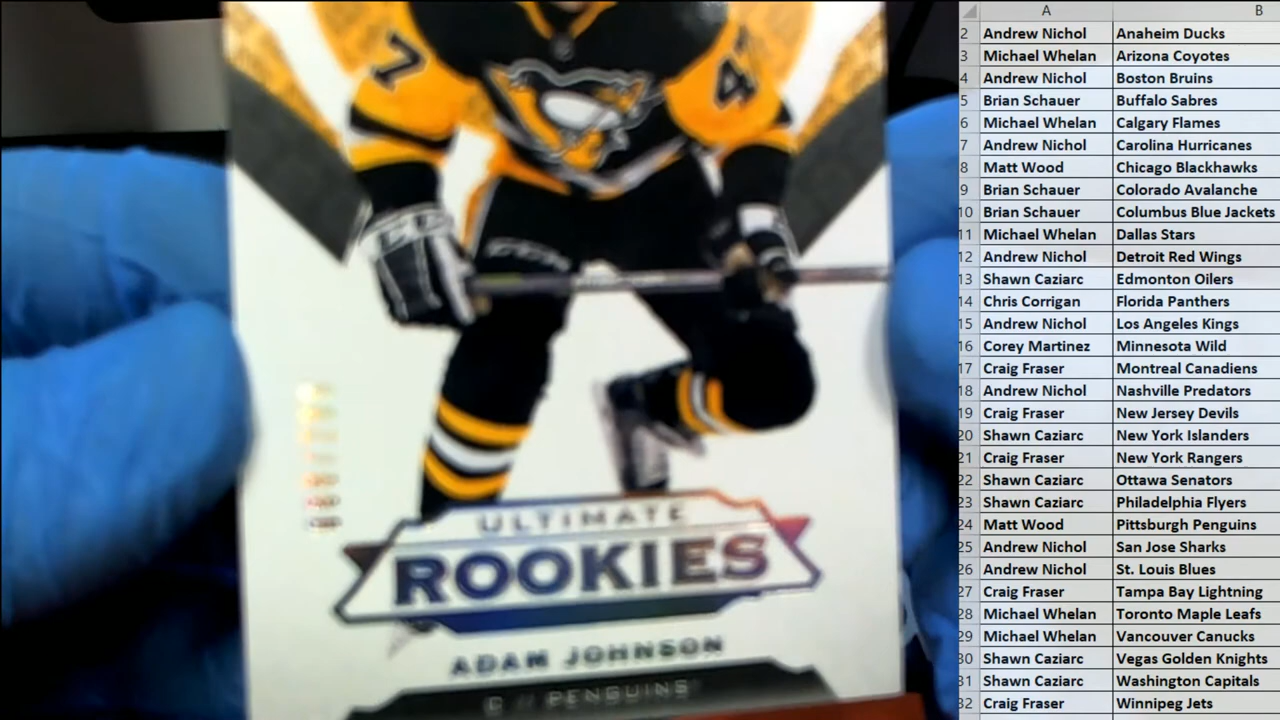 7
4
CCM
ULTIMATE
ROOKIES
ADAM JOHNSON
C // PENGUINS
A B
2 Andrew Nichol Anaheim Ducks
3 Michael Whelan Arizona Coyotes
4 Andrew Nichol Boston Bruins
5 Brian Schauer Buffalo Sabres
6 Michael Whelan Calgary Flames
7 Andrew Nichol Carolina Hurricanes
8 Matt Wood Chicago Blackhawks
9 Brian Schauer Colorado Avalanche
10 Brian Schauer Columbus Blue Jackets
11 Michael Whelan Dallas Stars
12 Andrew Nichol Detroit Red Wings
13 Shawn Caziarc Edmonton Oilers
14 Chris Corrigan Florida Panthers
15 Andrew Nichol Los Angeles Kings
16 Corey Martinez Minnesota Wild
17 Craig Fraser Montreal Canadiens
18 Andrew Nichol Nashville Predators
19 Craig Fraser New Jersey Devils
20 Shawn Caziarc New York Islanders
21 Craig Fraser New York Rangers
22 Shawn Caziarc Ottawa Senators
23 Shawn Caziarc Philadelphia Flyers
24 Matt Wood Pittsburgh Penguins
25 Andrew Nichol San Jose Sharks
26 Andrew Nichol St. Louis Blues
27 Craig Fraser Tampa Bay Lightning
28 Michael Whelan Toronto Maple Leafs
29 Michael Whelan Vancouver Canucks
30 Shawn Caziarc Vegas Golden Knights
31 Shawn Caziarc Washington Capitals
32 Craig Fraser Winnipeg Jets